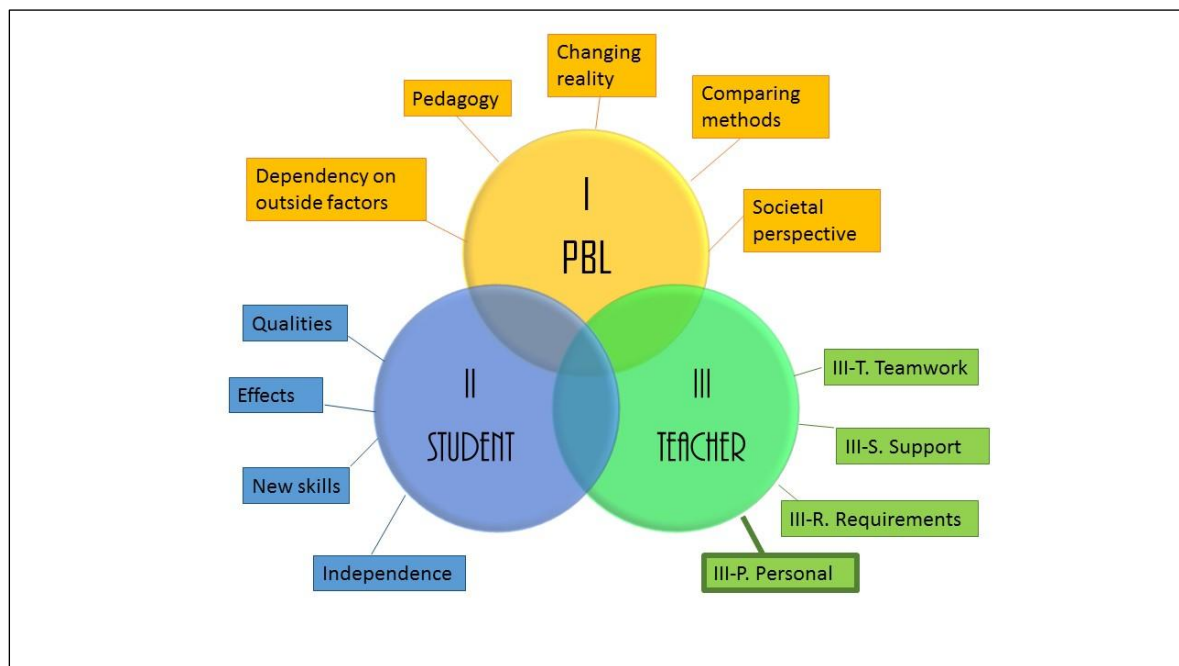 Changing
reality
Pedagogy
Comparing
methods
Dependency on
outside factors
Societal
perspective
I
PBL
Qualities
Effects
New skills
Independence
II
STUDENT
III
TEACHER
III-T. Teamwork
III-S. Support
III-R. Requirements
III-P. Personal